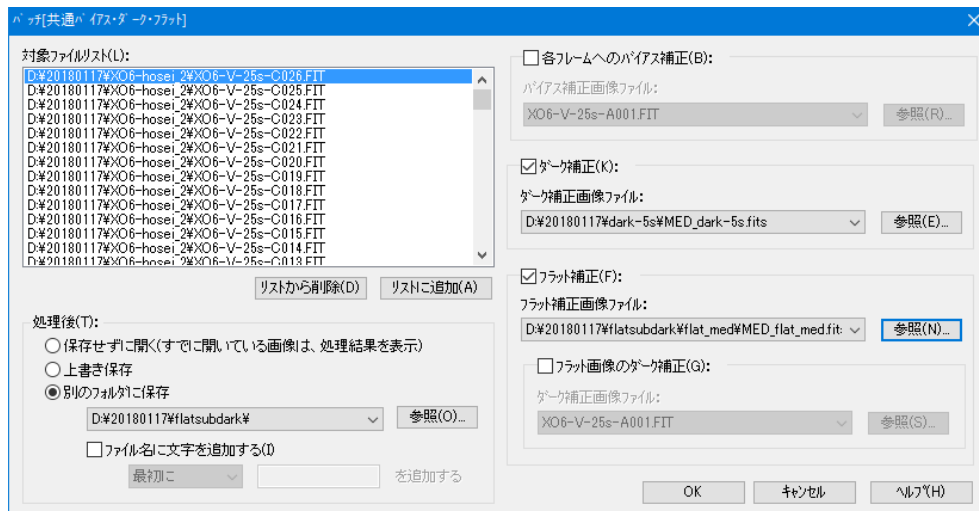 バッチ[共通バイアス・ダーク・フラット]
対象ファイルリスト(L):
D:¥20180117¥XO6-hosei_2¥XO6-V-25s-C026.FIT
D:¥20180117¥XO6-hosei_2¥XO6-V-25s-C025.FIT
D:¥20180117¥XO6-hosei_2¥XO6-V-25s-C024.FIT
D:¥20180117¥XO6-hosei_2¥XO6-V-25s-C023.FIT
D:¥20180117¥XO6-hosei_2¥XO6-V-25s-C022.FIT
D:¥20180117¥XO6-hosei_2¥XO6-V-25s-C021.FIT
D:¥20180117¥XO6-hosei_2¥XO6-V-25s-C020.FIT
D:¥20180117¥XO6-hosei_2¥XO6-V-25s-C019.FIT
D:¥20180117¥XO6-hosei_2¥XO6-V-25s-C018.FIT
D:¥20180117¥XO6-hosei_2¥XO6-V-25s-C017.FIT
D:¥20180117¥XO6-hosei_2¥XO6-V-25s-C016.FIT
D:¥20180117¥XO6-hosei_2¥XO6-V-25s-C015.FIT
D:¥20180117¥XO6-hosei_2¥XO6-V-25s-C014.FIT
D:¥20180117¥XO6-hosei_2¥XO6-V-25s-C013.FIT
リストから削除(D)
リストに追加(A)
処理後(T):
保存せずに開く(すでに開いている画像は、処理結果を表示)
上書き保存
別のフォルダに保存
D:¥20180117¥flatsubdark¥
参照(O)...
ファイル名に文字を追加する(I)
最初に
を追加する
各フレームへのバイアス補正(B):
バイアス補正画像ファイル:
XO6-V-25s-A001.FIT
参照(R)...
ダーク補正(K):
ダーク補正画像ファイル:
D:¥20180117¥dark-5s¥MED_dark-5s.fits
参照(E)...
フラット補正(F):
フラット補正画像ファイル:
D:¥20180117¥flatsubdark¥flat_med¥MED_flat_med.fit:
参照(N)...
フラット画像のダーク補正(G):
ダーク補正画像ファイル:
XO6-V-25s-A001.FIT
参照(S)...
OK
キャンセル
ヘルプ(H)